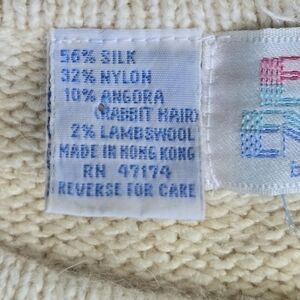 56% SILK
32% NYLON
10% ANGORA
(RABBIT HAIR)
2% LAMBSWOOL
MADE IN HONG KONG
RN 47174
REVERSE FOR CARE